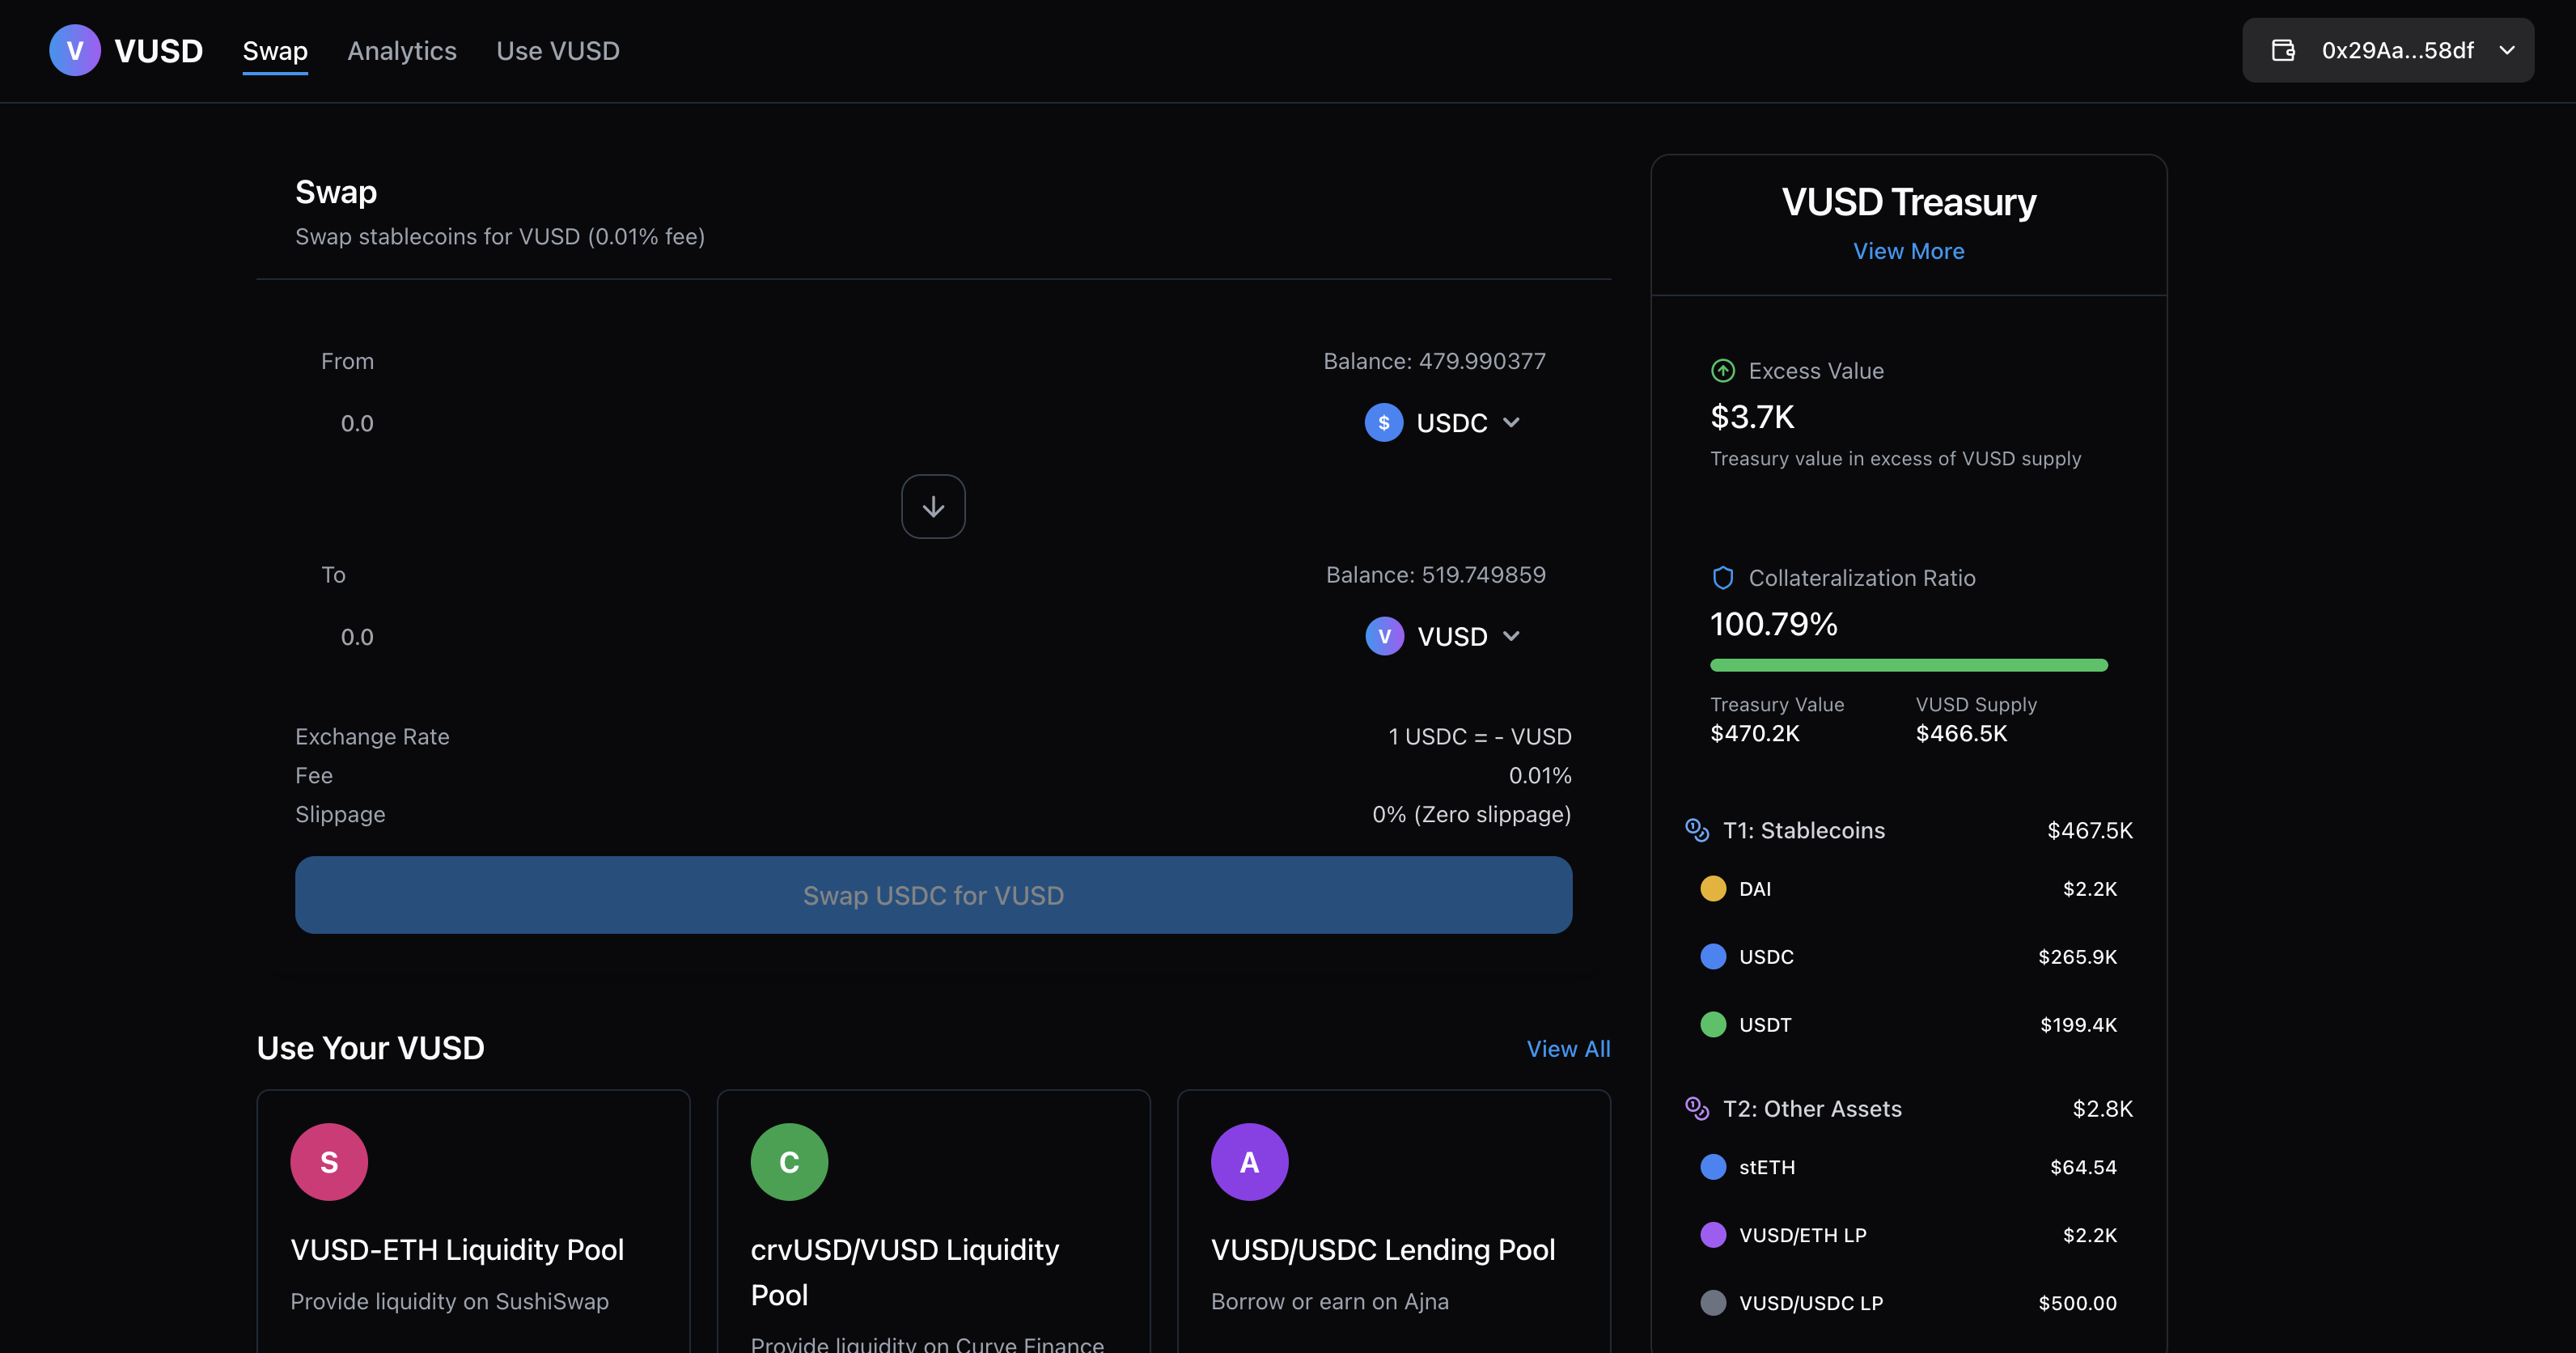 V VUSD Swap Analytics Use VUSD 0x29Aa...58df
Swap
Swap stablecoins for VUSD (0.01% fee)
From Balance: 479.990377
0.0 $ USDC
To Balance: 519.749859
0.0 V VUSD
Exchange Rate 1 USDC = - VUSD
Fee 0.01%
Slippage 0% (Zero slippage)
Swap USDC for VUSD
Use Your VUSD View All
S
VUSD-ETH Liquidity Pool
Provide liquidity on SushiSwap
C
crvUSD/VUSD Liquidity
Pool
Provide liquidity on Curve Finance
A
VUSD/USDC Lending Pool
Borrow or earn on Ajna
VUSD Treasury
View More
Excess Value
$3.7K
Treasury value in excess of VUSD supply
Collateralization Ratio
100.79%
Treasury Value VUSD Supply
$470.2K $466.5K
T1: Stablecoins $467.5K
DAI $2.2K
USDC $265.9K
USDT $199.4K
T2: Other Assets $2.8K
stETH $64.54
VUSD/ETH LP $2.2K
VUSD/USDC LP $500.00